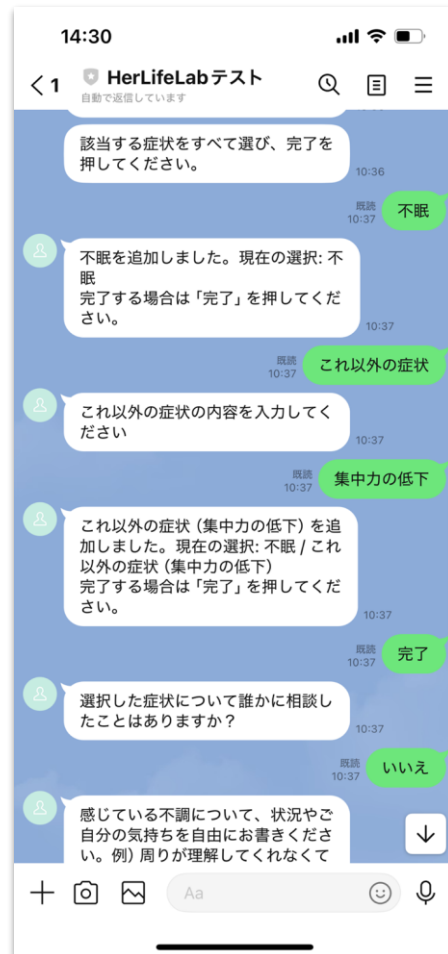 14:30
1
HerLifeLabテスト
自動で返信しています
該当する症状をすべて選び、完了を
押してください。
10:36
既読
10:37
不眠
不眠を追加しました。現在の選択: 不
眠
完了する場合は「完了」を押してくだ
さい。
10:37
既読
10:37
これ以外の症状
これ以外の症状の内容を入力してく
ださい
10:37
既読
10:37
集中力の低下
これ以外の症状 (集中力の低下) を追
加しました。現在の選択: 不眠 / これ
以外の症状 (集中力の低下)
完了する場合は「完了」を押してくだ
さい。
10:37
既読
10:37
完了
選択した症状について誰かに相談し
たことはありますか?
10:37
既読
10:37
いいえ
感じている不調について、状況やご
自分の気持ちを自由にお書きくださ
い。例) 周りが理解してくれなくて
Aa